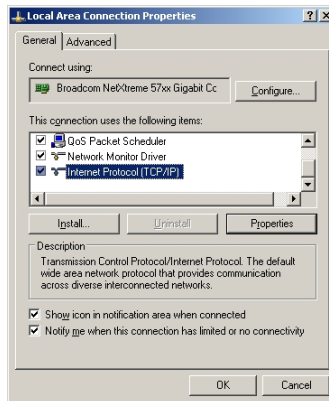 Local Area Connection Properties
General Advanced
Connect using:
Broadcom NetXtreme 57xx Gigabit Cc
Configure...
This connection uses the following items:
QoS Packet Scheduler
Network Monitor Driver
Internet Protocol (TCP/IP)
Install... Uninstall Properties
Description
Transmission Control Protocol/Internet Protocol. The default
wide area network protocol that provides communication
across diverse interconnected networks.
Show icon in notification area when connected
Notify me when this connection has limited or no connectivity
OK Cancel